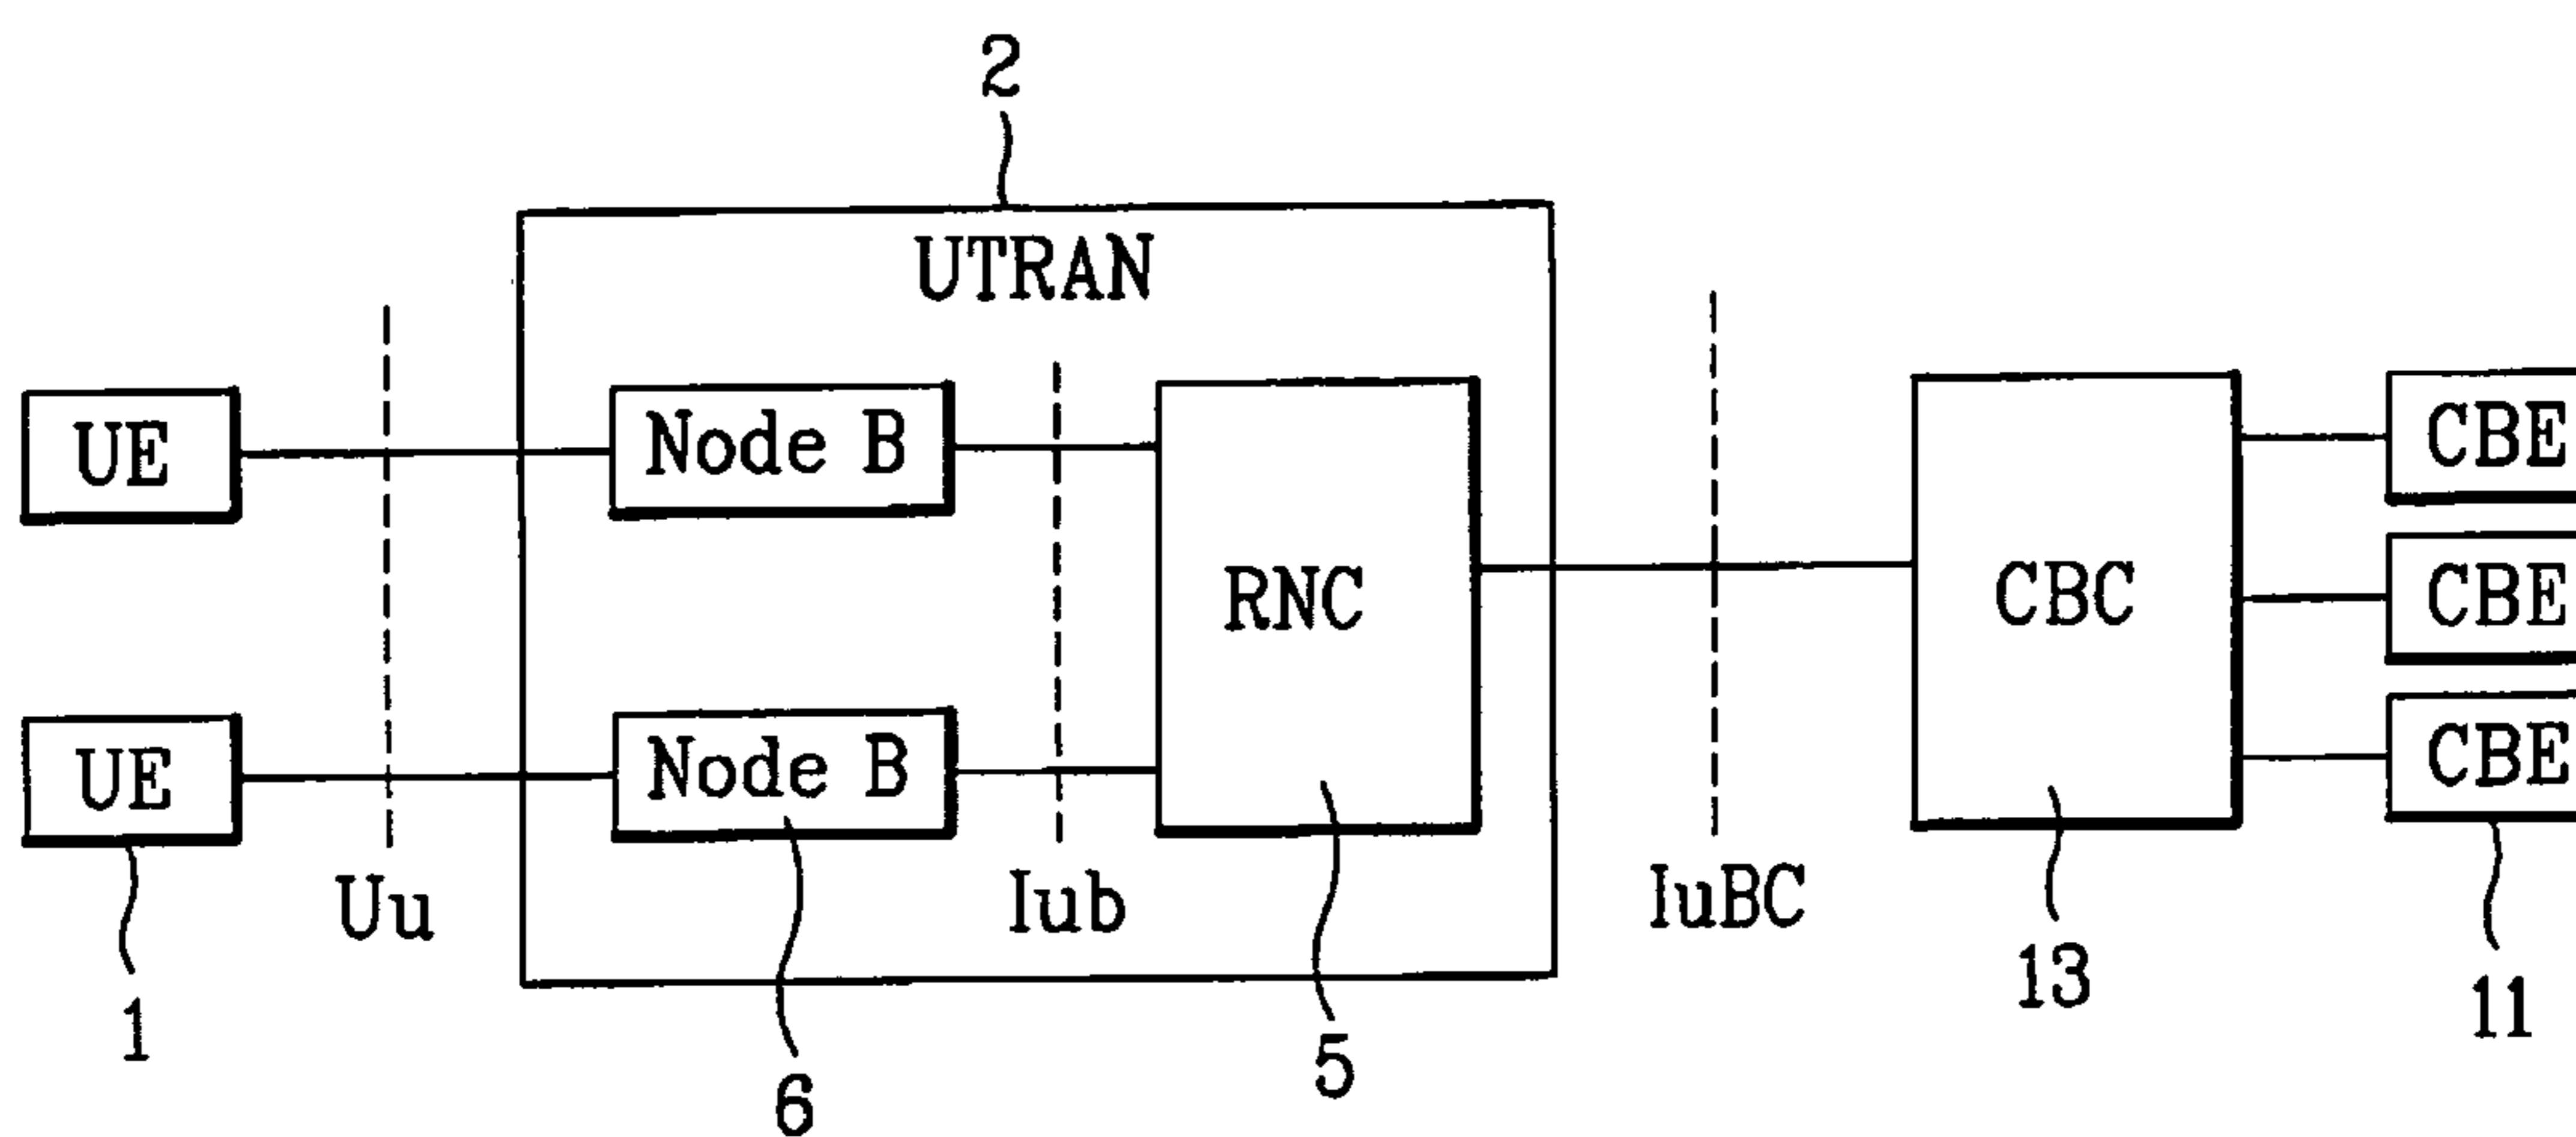 2
UTRAN
UE
Node B
RNC
CBC
CBE
CBE
UE
Node B
CBE
Uu
Iub
IuBC
1
6
5
13
11